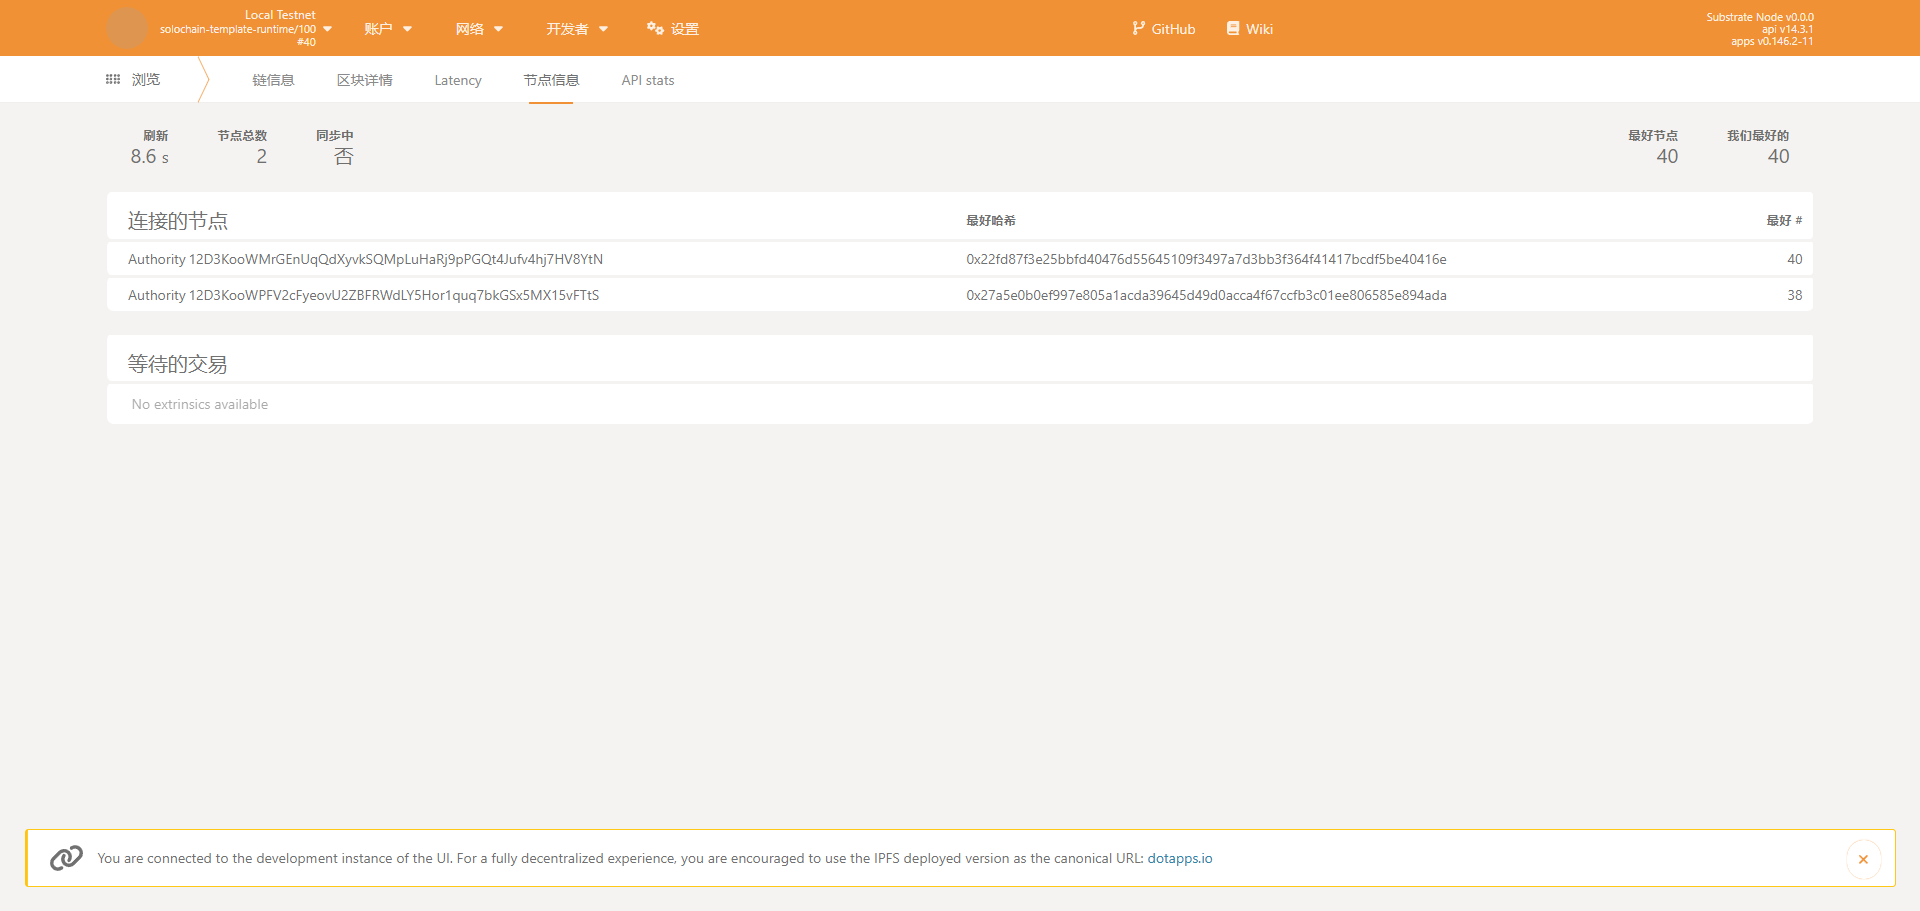 Local Testnet
solochain-template-runtime/100
#40
账户
网络
开发者
设置
GitHub
Wiki
Substrate Node v0.0.0
api v14.3.1
apps v0.146.2-11
浏览
链信息
区块详情
Latency
节点信息
API stats
刷新
8.6 s
节点总数
2
同步中
否
最好节点
40
我们最好的
40
连接的节点 最好哈希 最好 #
Authority 12D3KooWMrGEnUqQdXyvkSQMpLuHaRj9pPGQt4Jufv4hj7HV8YtN 0x22fd87f3e25bbfd40476d55645109f3497a7d3bb3f364f41417bcdf5be40416e 40
Authority 12D3KooWPFV2cFyeovU2ZBFRWdLY5Hor1quq7bkGSx5MX15vFTtS 0x27a5e0b0ef997e805a1acda39645d49d0acca4f67ccfb3c01ee806585e894ada 38
等待的交易
No extrinsics available
You are connected to the development instance of the UI. For a fully decentralized experience, you are encouraged to use the IPFS deployed version as the canonical URL: dotapps.io